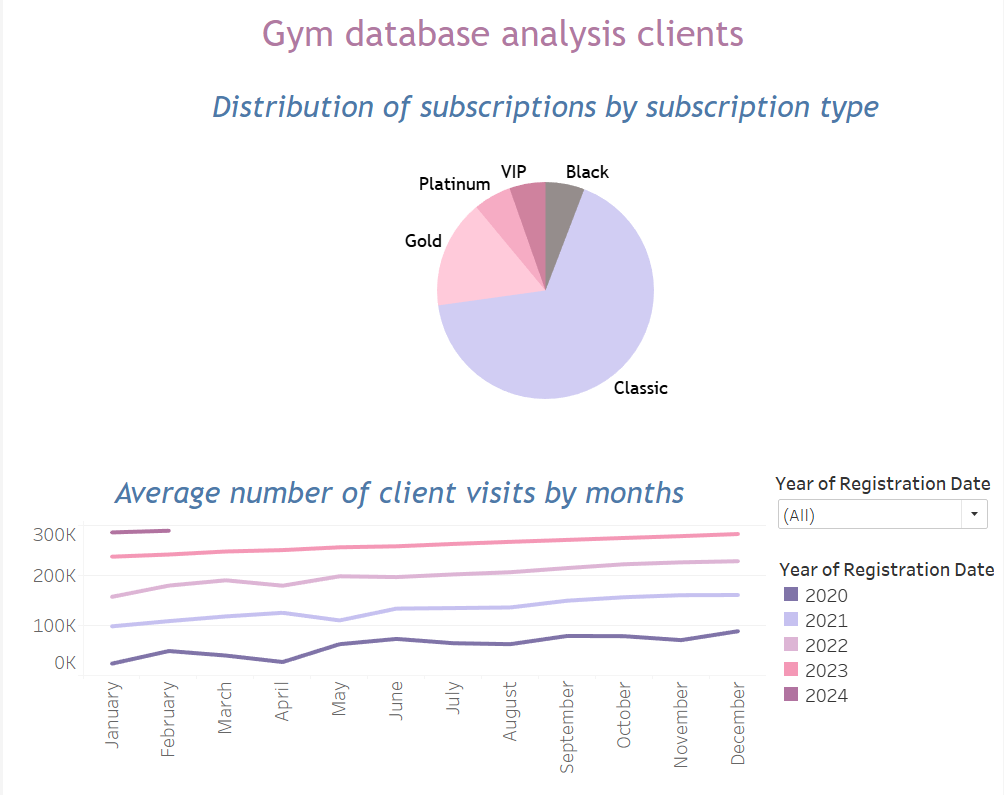 Gym database analysis clients
Distribution of subscriptions by subscription type
VIP
Black
Platinum
Gold
Classic
Average number of client visits by months
300K
200K
100K
0K
January
February
March
April
May
June
July
August
September
October
November
December
Year of Registration Date
(All)
Year of Registration Date
2020
2021
2022
2023
2024